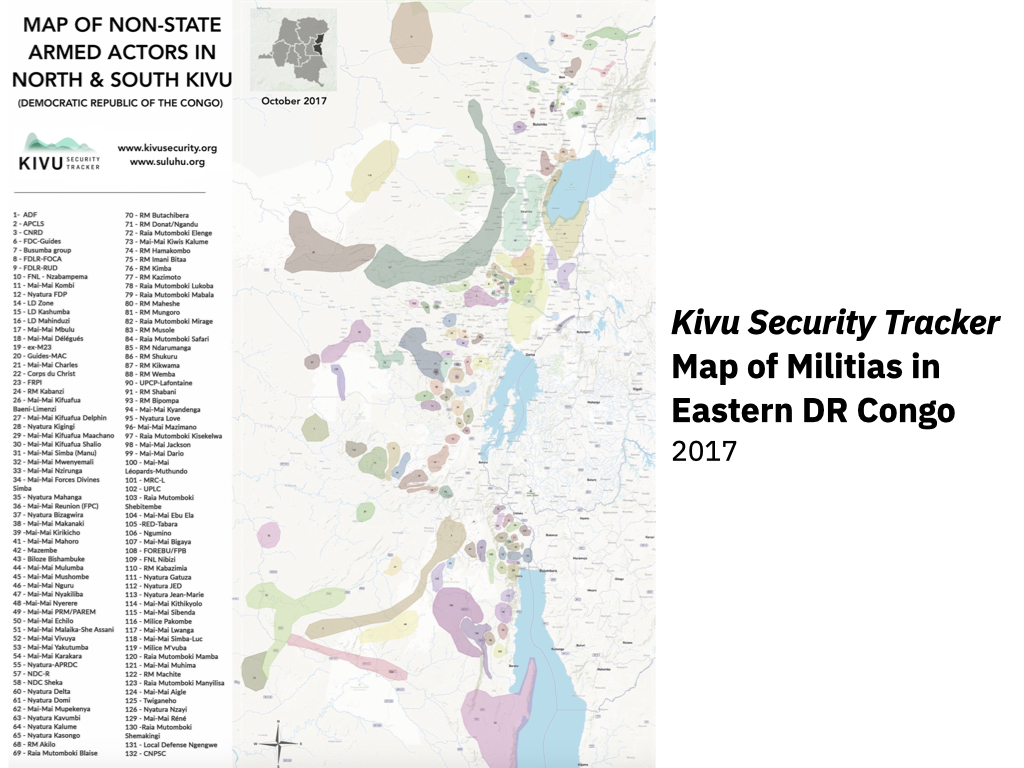 MAP OF NON-STATE
ARMED ACTORS IN
NORTH & SOUTH KIVU
(DEMOCRATIC REPUBLIC OF THE CONGO)
KIVU SECURITY
TRACKER
www.kivusecurity.org
www.suluhu.org
October 2017
1- ADF
2 - APCLS
3 - CNRD
6 - FDC-Guides
7 - Busumba group
8 - FDLR-FOCA
9 - FDLR-RUD
10 - FNL - Nzabampema
11 - Mai-Mai Kombi
12 - Nyatura FDP
14 - LD Zone
15 - LD Kashumba
16 - LD Mahinduzi
17 - Mai-Mai Mbulu
18 - Mai-Mai Délégués
19 - ex-M23
20 - Guides-MAC
21 - Mai-Mai Charles
22 - Corps du Christ
23 - FRPI
24 - RM Kabanzi
26 - Mai-Mai Kifuafua
Baeni-Limenzi
27 - Mai-Mai Kifuafua Delphin
28 - Nyatura Kigingi
29 - Mai-Mai Kifuafua Maachano
30 - Mai-Mai Kifuafua Shalio
31 - Mai-Mai Simba (Manu)
32 - Mai-Mai Mwenyemali
33 - Mai-Mai Nzirunga
34 - Mai-Mai Forces Divines
Simba
35 - Nyatura Mahanga
36 - Mai-Mai Reunion (FPC)
37 - Nyatura Bizagwira
38 - Mai-Mai Makanaki
39 -Mai-Mai Kirikicho
41 - Mai-Mai Mahoro
42 - Mazembe
43 - Biloze Bishambuke
44 - Mai-Mai Mulumba
45 - Mai-Mai Mushombe
46 - Mai-Mai Nguru
47 - Mai-Mai Nyakiliba
48 -Mai-Mai Nyerere
49 - Mai-Mai PRM/PAREM
50 - Mai-Mai Echilo
51 - Mai-Mai Malaika-She Assani
52 - Mai-Mai Vivuya
53 - Mai-Mai Yakutumba
54 - Mai-Mai Karakara
55 - Nyatura-APRDC
57 - NDC-R
58 - NDC Sheka
60 - Nyatura Delta
61 - Nyatura Domi
62 - Mai-Mai Mupekenya
63 - Nyatura Kavumbi
64 - Nyatura Kalume
65 - Nyatura Kasongo
68 - RM Akilo
69 - Raia Mutomboki Blaise
70 - RM Butachibera
71 - RM Donat/Ngandu
72 - Raia Mutomboki Elenge
73 - Mai-Mai Kiwis Kalume
74 - RM Hamakombo
75 - RM Imani Bitaa
76 - RM Kimba
77 - RM Kazimoto
78 - Raia Mutomboki Lukoba
79 - Raia Mutomboki Mabala
80 - RM Maheshe
81 - RM Mungoro
82 - Raia Mutomboki Mirage
83 - RM Musole
84 - Raia Mutomboki Safari
85 - RM Ndarumanga
86 - RM Shukuru
87 - RM Kikwama
88 - RM Wemba
90 - UPCP-Lafontaine
91 - RM Shabani
93 - RM Bipompa
94 - Mai-Mai Kyandenga
95 - Nyatura Love
96- Mai-Mai Mazimano
97 - Raia Mutomboki Kisekelwa
98 - Mai-Mai Jackson
99 - Mai-Mai Dario
100 - Mai-Mai
Léopards-Muthundo
101 - MRC-L
102 - UPLC
103 - Raia Mutomboki
Shebitembe
104 - Mai-Mai Ebu Ela
105 -RED-Tabara
106 - Ngumino
107 - Mai-Mai Bigaya
108 - FOREBU/FPB
109 - FNL Nibizi
110 - RM Kabazimia
111 - Nyatura Gatuza
112 - Nyatura JED
113 - Nyatura Jean-Marie
114 - Mai-Mai Kithikyolo
115 - Mai-Mai Sibenda
116 - Milice Pakombe
117 - Mai-Mai Lwanga
118 - Mai-Mai Simba-Luc
119 - Milice M'vuba
120 - Raia Mutomboki Mamba
121 - Mai-Mai Muhima
122 - RM Machite
123 - Raia Mutomboki Manyilisa
124 - Mai-Mai Aigle
125 - Twiganeho
126 - Nyatura Nzayi
129 - Mai-Mai Réné
130 -Raia Mutomboki
Shemakingi
131 - Local Defense Ngengwe
132 - CNPSC
Kivu Security Tracker
Map of Militias in
Eastern DR Congo
2017